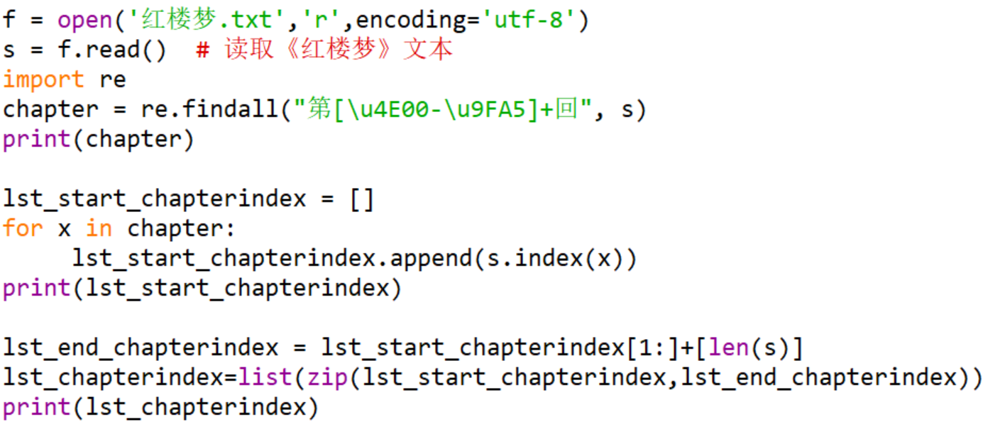 f = open('红楼梦.txt','r',encoding='utf-8')
s = f.read()  # 读取《红楼梦》文本
import re
chapter = re.findall("第[\u4E00-\u9FA5]+回", s)
print(chapter)
lst_start_chapterindex = []
for x in chapter:
     lst_start_chapterindex.append(s.index(x))
print(lst_start_chapterindex)
lst_end_chapterindex = lst_start_chapterindex[1:]+[len(s)]
lst_chapterindex=list(zip(lst_start_chapterindex,lst_end_chapterindex))
print(lst_chapterindex)